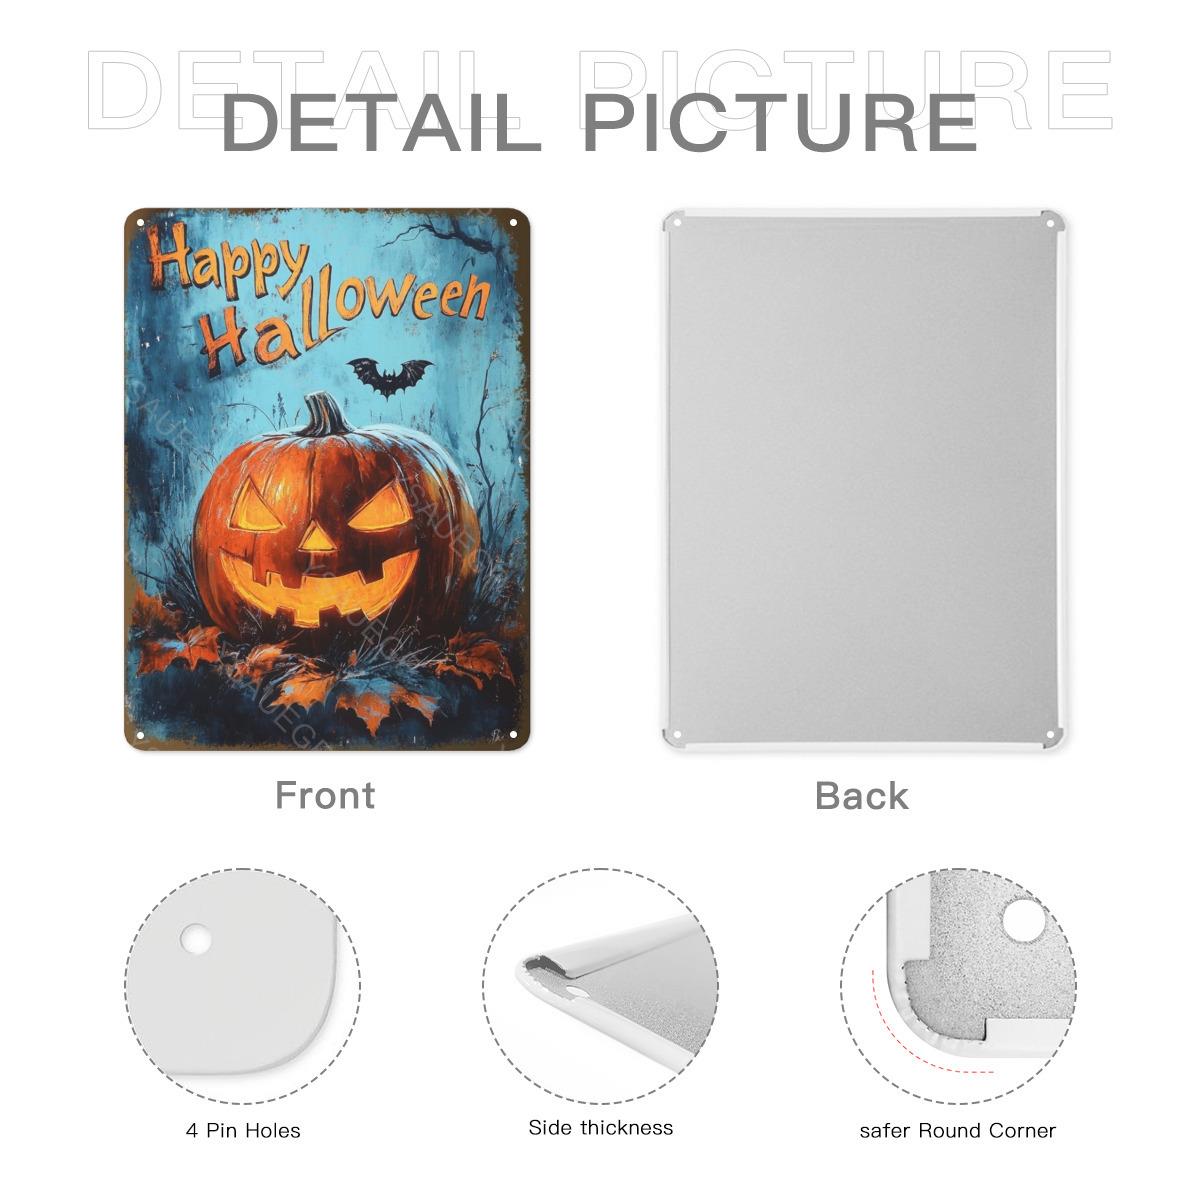 DETAIL PICTURE
DETAIL PICTURE
Happy
Halloween
Front
Back
4 Pin Holes
Side thickness
safer Round Corner